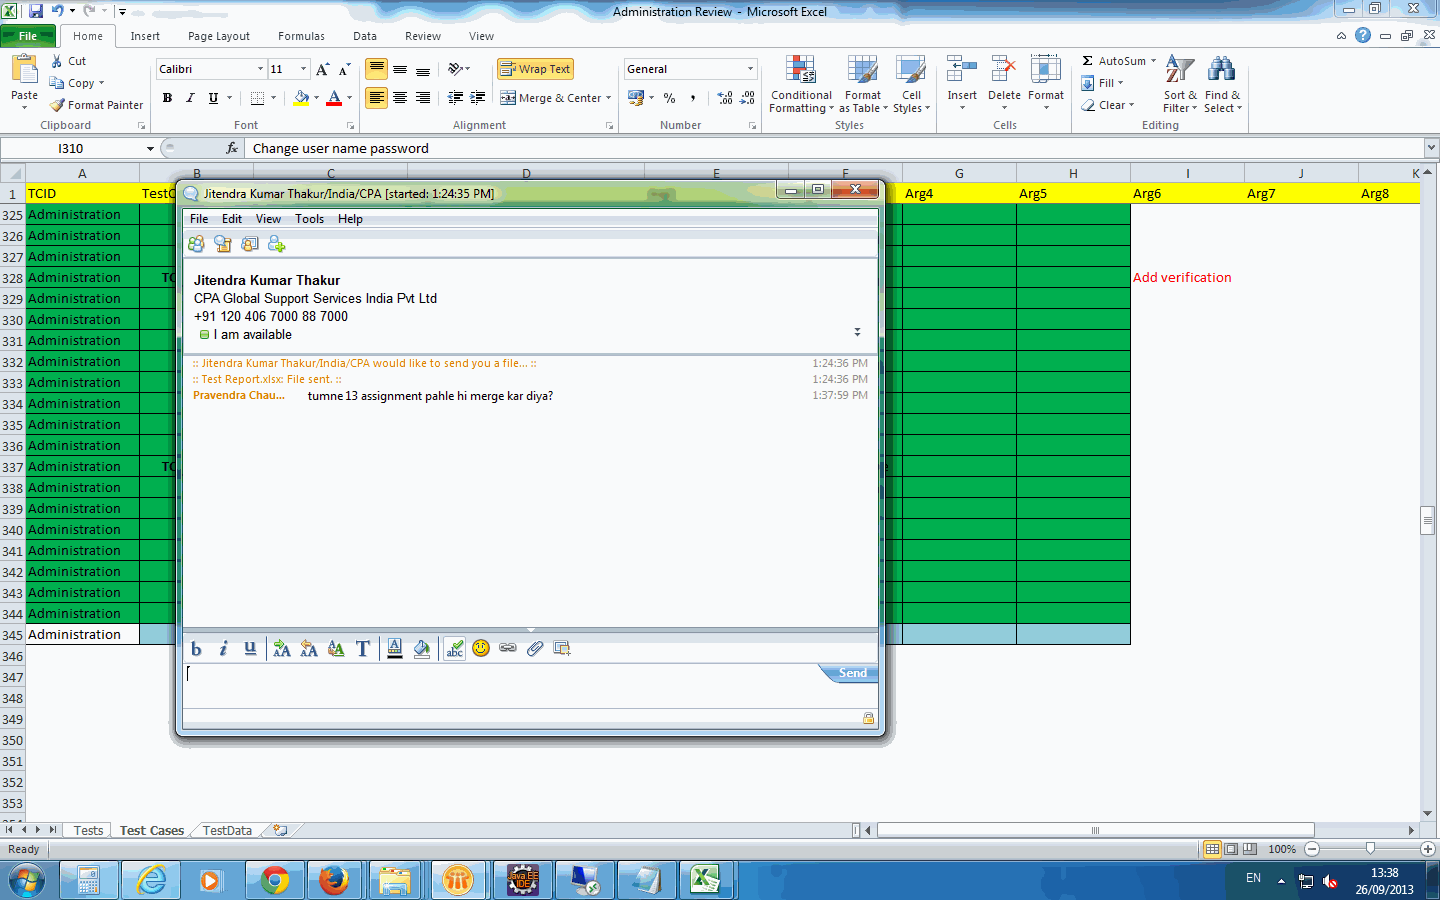 Administration Review - Microsoft Excel
File Home Insert Page Layout Formulas Data Review View
Paste
Cut
Copy
Format Painter
Clipboard
Calibri 11
B I U
Font
Wrap Text
Merge & Center
Alignment
General
Number
Conditional Formatting
Format as Table
Cell Styles
Styles
Insert Delete Format
Cells
AutoSum
Fill
Clear
Sort & Filter
Find & Select
Editing
I310 fx Change user name password
A B C D E F G H I J K
1 TCID Arg4 Arg5 Arg6 Arg7 Arg8
325 Administration
326 Administration
327 Administration
328 Administration Add verification
329 Administration
330 Administration
331 Administration
332 Administration
333 Administration
334 Administration
335 Administration
336 Administration
337 Administration
338 Administration
339 Administration
340 Administration
341 Administration
342 Administration
343 Administration
344 Administration
345 Administration
346
347
348
349
350
351
352
353
Jitendra Kumar Thakur/India/CPA [started: 1:24:35 PM]
File Edit View Tools Help
Jitendra Kumar Thakur
CPA Global Support Services India Pvt Ltd
+91 120 406 7000 88 7000
I am available
:: Jitendra Kumar Thakur/India/CPA would like to send you a file... :: 1:24:36 PM
:: Test Report.xlsx: File sent. :: 1:24:36 PM
Pravendra Chau... tumne 13 assignment pahle hi merge kar diya? 1:37:59 PM
b i u AA AA AA T A abc
Send
Tests Test Cases TestData
Ready 100%
Java EE IDE
EN
13:38
26/09/2013